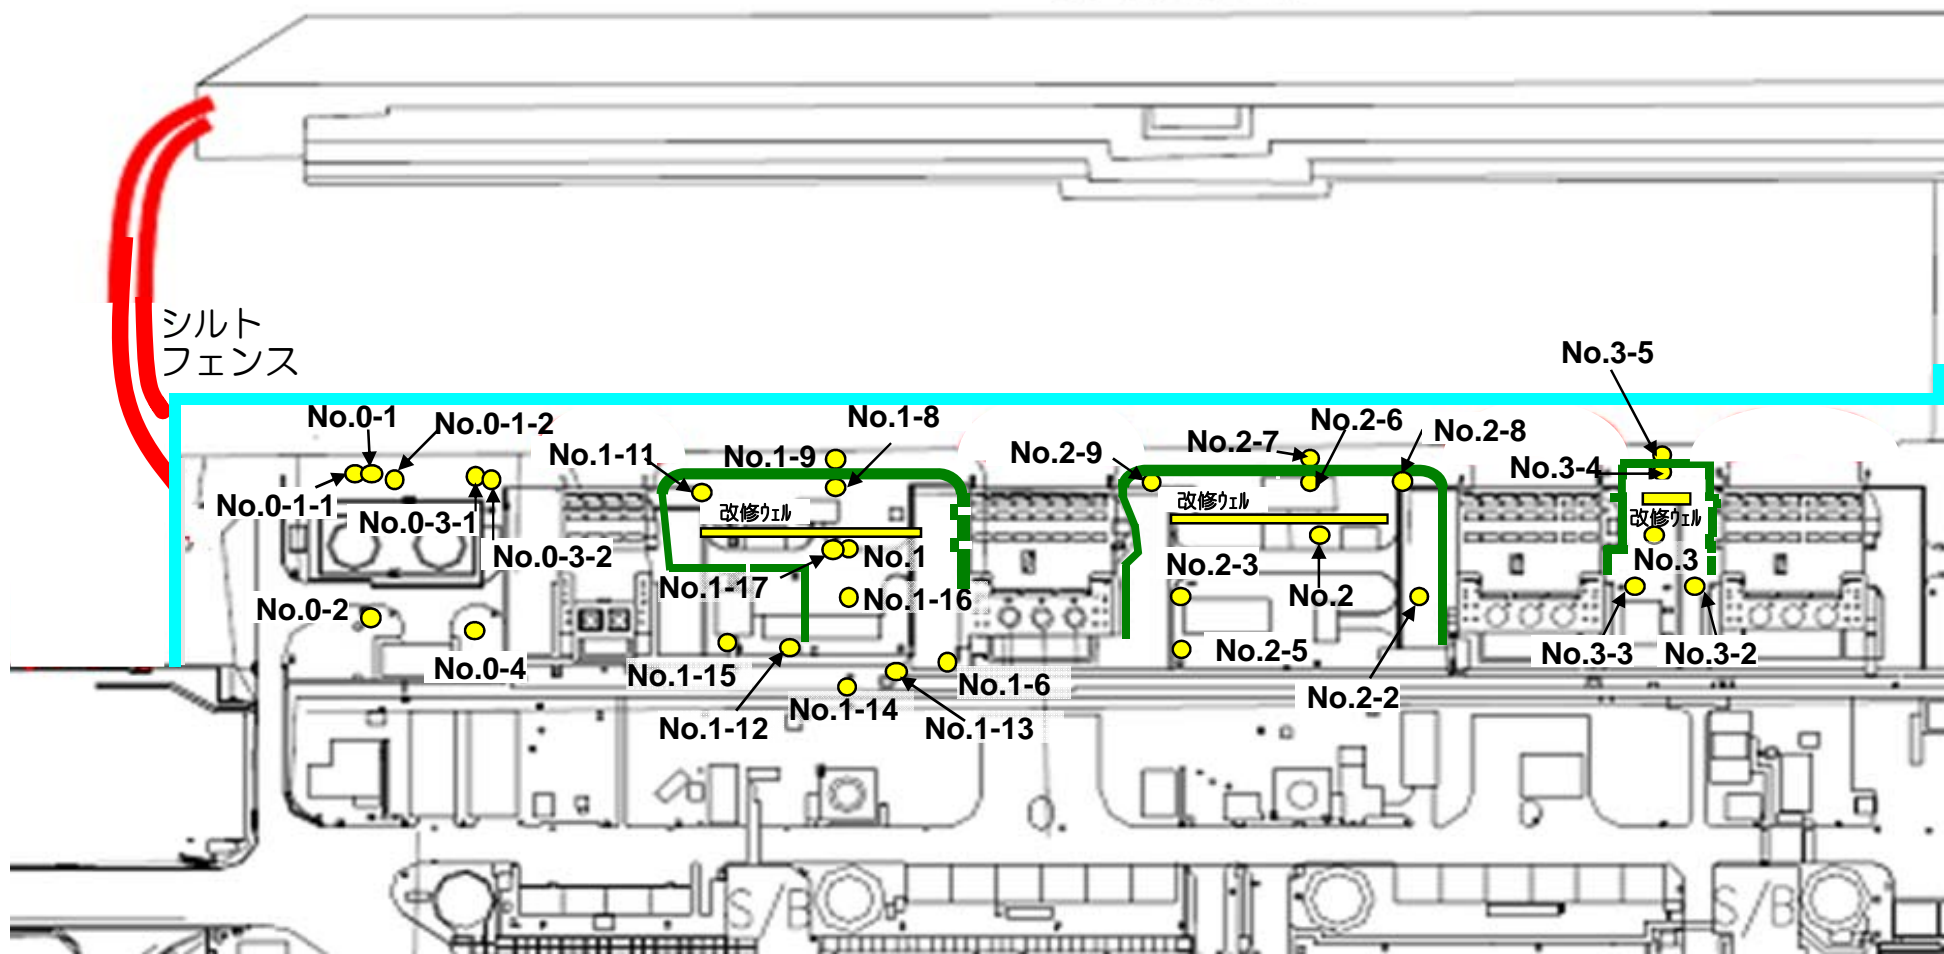 シルト
フェンス
No.3-5
No.0-1
No.0-1-2
No.1-8
No.2-6
No.2-8
No.1-11
No.1-9
No.2-9
No.2-7
No.3-4
No.0-1-1
No.0-3-1
改修ｳｪﾙ
改修ｳｪﾙ
改修ｳｪﾙ
No.0-3-2
No.1
No.2-3
No.3
No.1-17
No.1-16
No.2
No.0-2
No.0-4
No.1-15
No.1-6
No.2-5
No.3-3
No.3-2
No.1-12
No.1-14
No.1-13
No.2-2
S/B
S/B